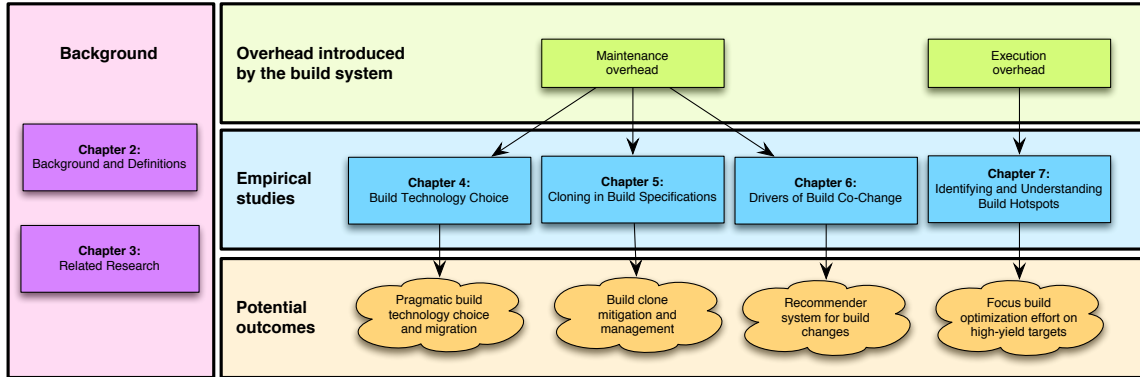 Background
Chapter 2:
Background and Definitions
Chapter 3:
Related Research
Overhead introduced
by the build system
Maintenance
overhead
Execution
overhead
Empirical
studies
Chapter 4:
Build Technology Choice
Chapter 5:
Cloning in Build Specifications
Chapter 6:
Drivers of Build Co-Change
Chapter 7:
Identifying and Understanding
Build Hotspots
Potential
outcomes
Pragmatic build
technology choice
and migration
Build clone
mitigation and
management
Recommender
system for build
changes
Focus build
optimization effort on
high-yield targets